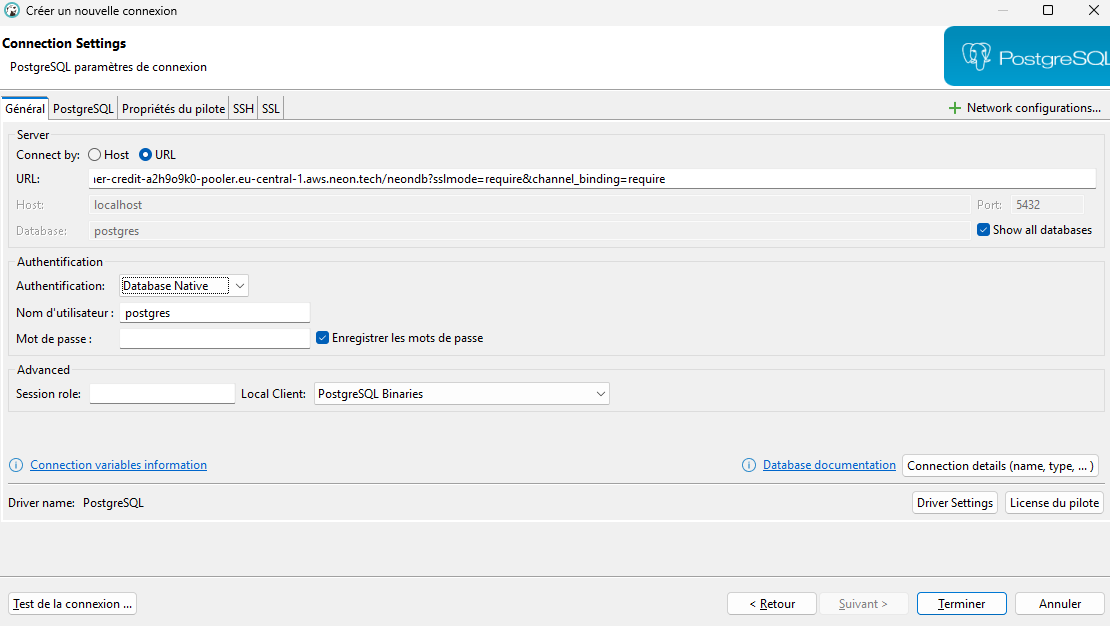 Créer un nouvelle connexion
Connection Settings
PostgreSQL paramètres de connexion
PostgreSQL
Général PostgreSQL Propriétés du pilote SSH SSL Network configurations...
Server
Connect by: Host URL
URL: ner-credit-a2h9o9k0-pooler.eu-central-1.aws.neon.tech/neondb?sslmode=require&channel_binding=require
Host: localhost Port: 5432
Database: postgres Show all databases
Authentification
Authentification: Database Native
Nom d'utilisateur : postgres
Mot de passe : Enregistrer les mots de passe
Advanced
Session role: Local Client: PostgreSQL Binaries
Connection variables information Database documentation Connection details (name, type, ... )
Driver name: PostgreSQL Driver Settings License du pilote
Test de la connexion ... < Retour Suivant > Terminer Annuler